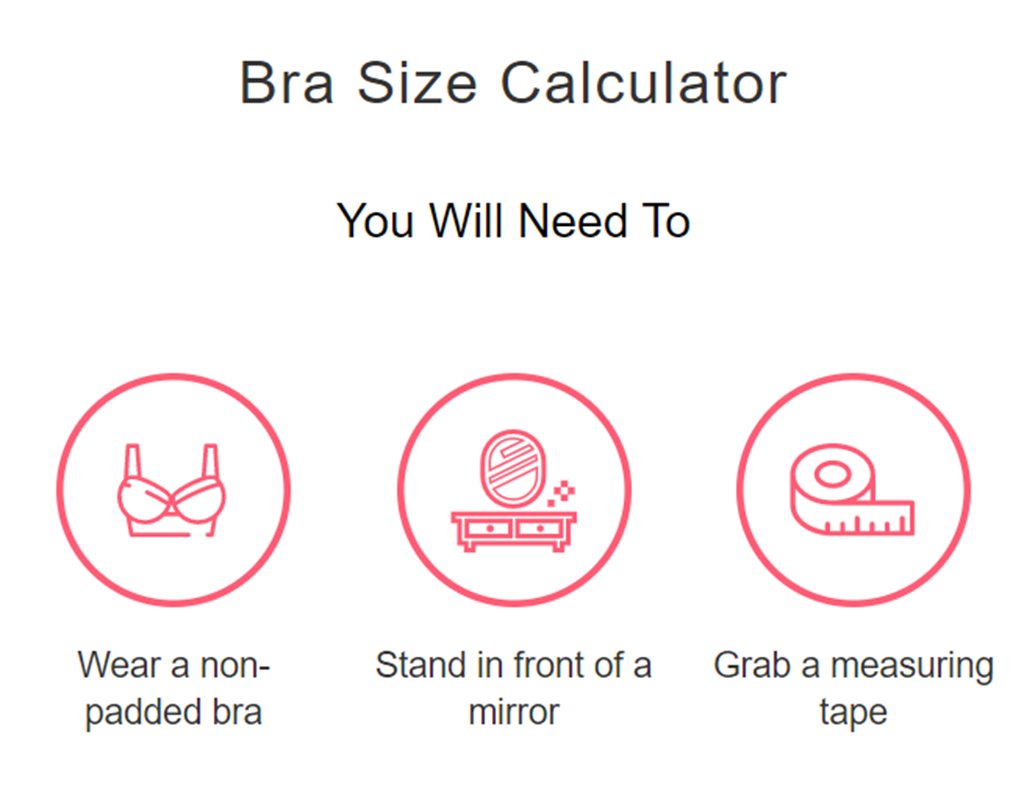 Bra Size Calculator
You Will Need To
Wear a non-
padded bra
Stand in front of a
mirror
Grab a measuring
tape